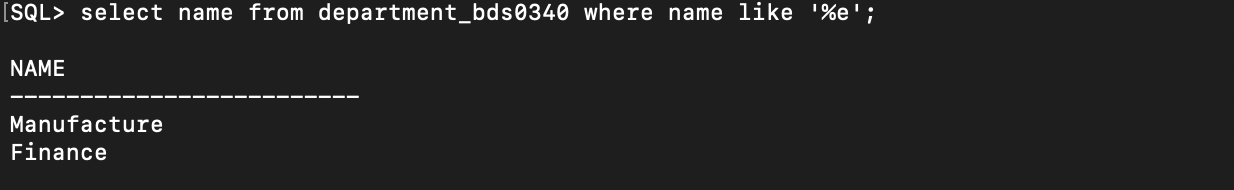 [SQL> select name from department_bds0340 where name like '%e';
NAME
-------------------------
Manufacture
Finance